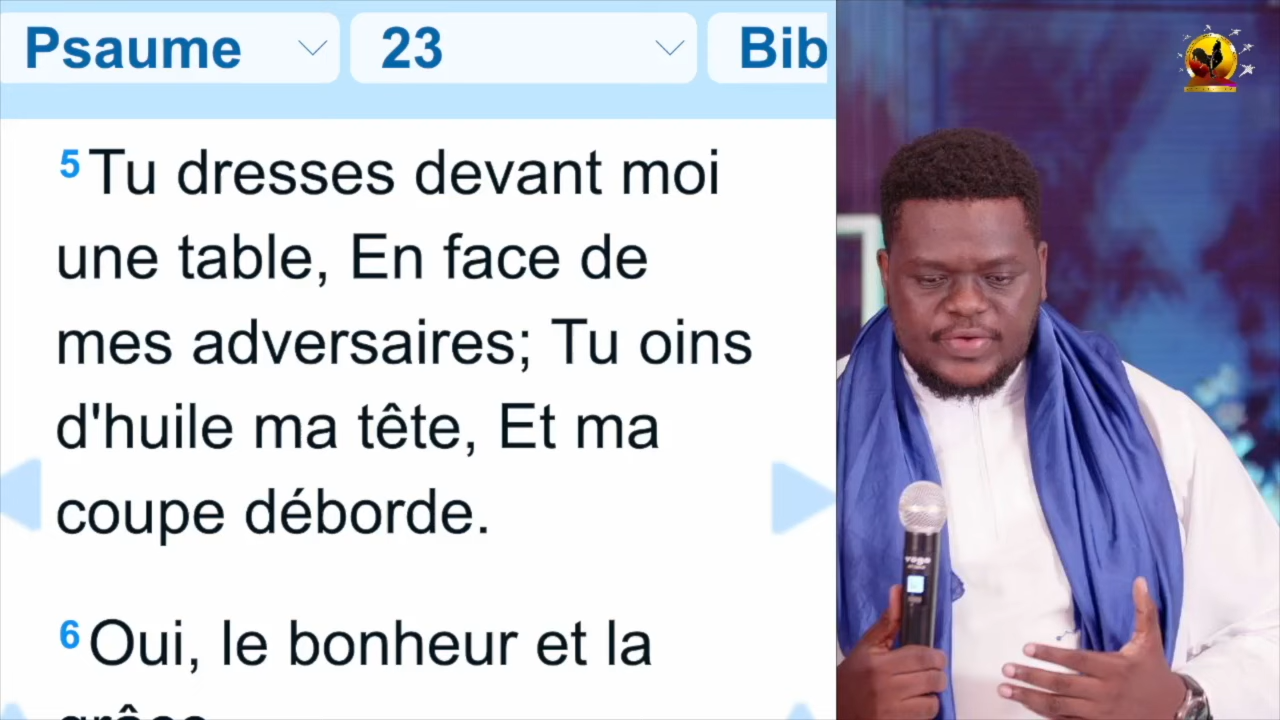 Psaume
23
Bib
5 Tu dresses devant moi
une table, En face de
mes adversaires; Tu oins
d'huile ma tête, Et ma
coupe déborde.
6 Oui, le bonheur et la
grâce